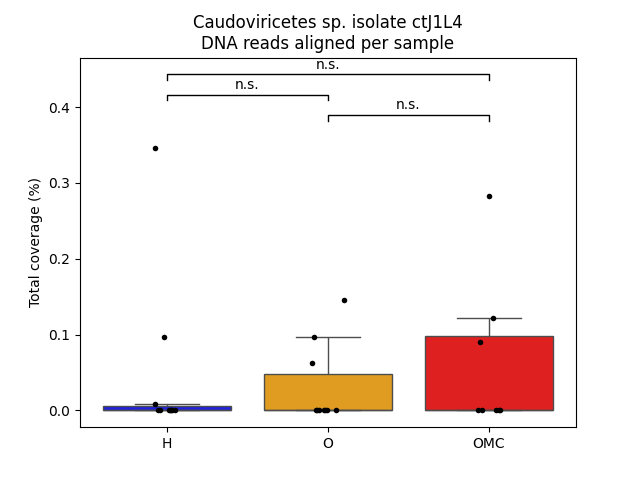 Caudoviricetes sp. isolate ctJ1L4
DNA reads aligned per sample
n.s.
n.s.
n.s.
Total coverage (%)
0.4
0.3
0.2
0.1
0.0
H
O
OMC